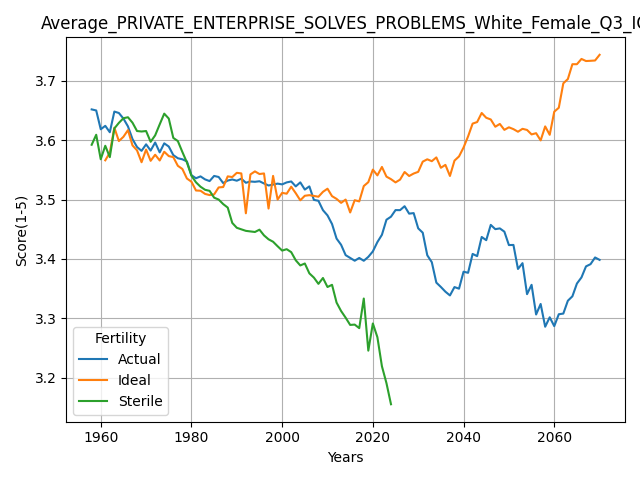 Average_PRIVATE_ENTERPRISE_SOLVES_PROBLEMS_White_Female_Q3_IQ
Score(1-5)
3.7
3.6
3.5
3.4
3.3
3.2
Fertility
Actual
Ideal
Sterile
1960 1980 2000 2020 2040 2060
Years